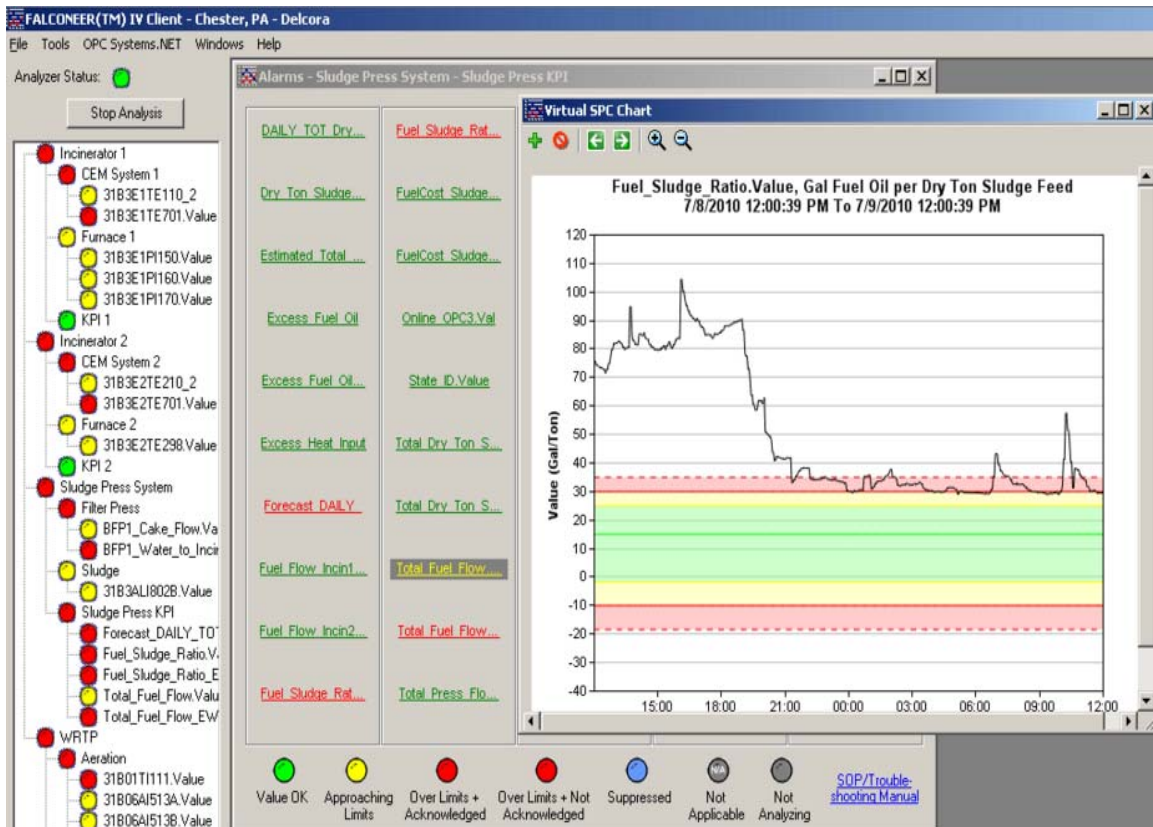 FALCONEER(TM) IV Client - Chester, PA - Delcora
File Tools OPC Systems.NET Windows Help
Analyzer Status:
Stop Analysis
Incinerator 1
CEM System 1
31B3E1TE110_2
31B3E1TE701.Value
Furnace 1
31B3E1PI150.Value
31B3E1PI160.Value
31B3E1PI170.Value
KPI 1
Incinerator 2
CEM System 2
31B3E2TE210_2
31B3E2TE701.Value
Furnace 2
31B3E2TE298.Value
KPI 2
Sludge Press System
Filter Press
BFP1_Cake_Flow.Va
BFP1_Water_to_Incir
Sludge
31B3ALI802B.Value
Sludge Press KPI
Forecast_DAILY_TO
Fuel_Sludge_Ratio.V
Fuel_Sludge_Ratio_E
Total_Fuel_Flow.Valu
Total_Fuel_Flow_EW
WRTP
Aeration
31B01TI111.Value
31B06AI513A.Value
31B06AI513B.Value
Alarms - Sludge Press System - Sludge Press KPI
DAILY TOT Dry...
Dry Ton Sludge...
Estimated Total ...
Excess Fuel Oil
Excess Fuel Oil...
Excess Heat Input
Forecast DAILY
Fuel Flow Incin1...
Fuel Flow Incin2...
Fuel Sludge Rat...
Fuel Sludge Rat...
FuelCost Sludge...
FuelCost Sludge...
Online OPC3.Val
State ID.Value
Total Dry Ton S...
Total Dry Ton S...
Total Fuel Flow....
Total Fuel Flow...
Total Press Flo...
Virtual SPC Chart
Fuel_Sludge_Ratio.Value, Gal Fuel Oil per Dry Ton Sludge Feed
7/8/2010 12:00:39 PM To 7/9/2010 12:00:39 PM
Value (Gal/Ton)
120
110
100
90
80
70
60
50
40
30
20
10
0
-10
-20
-30
-40
15:00 18:00 21:00 00:00 03:00 06:00 09:00 12:00
Value OK
Approaching
Limits
Over Limits +
Acknowledged
Over Limits + Not
Acknowledged
Suppressed
N/A
Not
Applicable
Not
Analyzing
SOP/Trouble-
shooting Manual